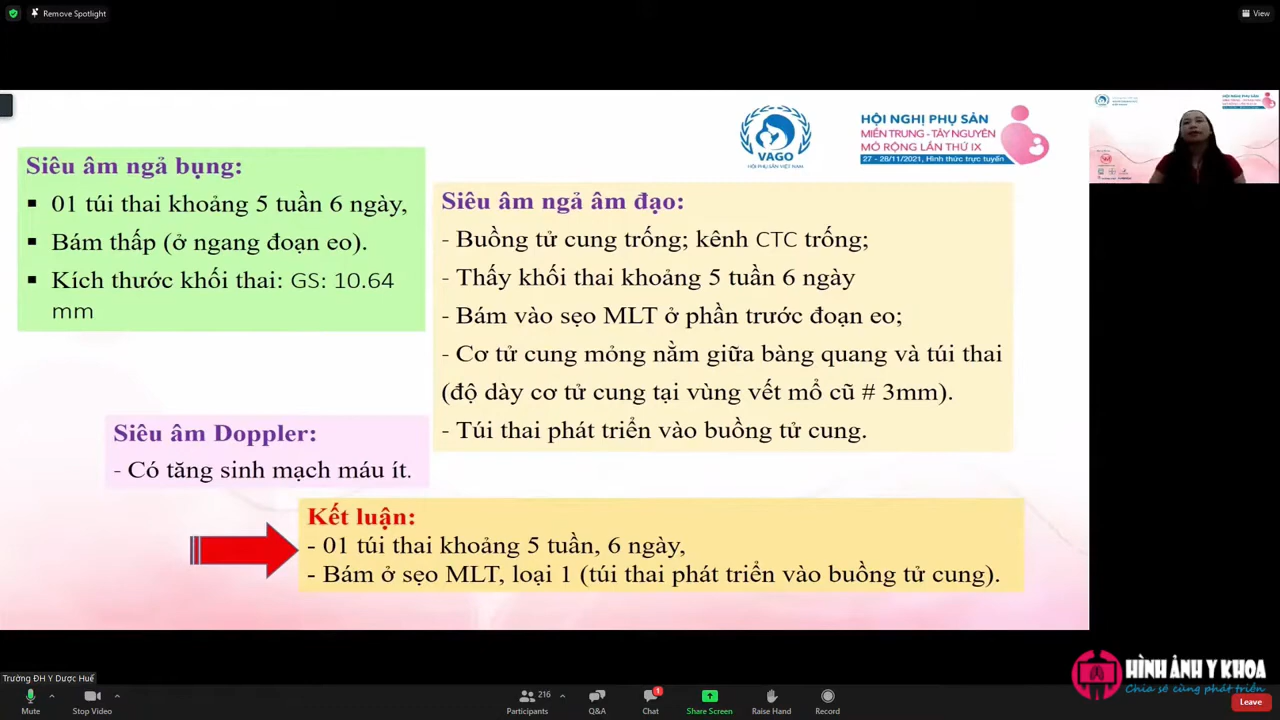 Remove Spotlight
View
VAGO
HỘI PHỤ SẢN VIỆT NAM
HỘI NGHỊ PHỤ SẢN
MIỀN TRUNG - TÂY NGUYÊN
MỞ RỘNG LẦN THỨ IX
27 - 28/11/2021, Hình thức trực tuyến
Siêu âm ngả bụng:
▪ 01 túi thai khoảng 5 tuần 6 ngày,
▪ Bám thấp (ở ngang đoạn eo).
▪ Kích thước khối thai: GS: 10.64
mm
Siêu âm ngả âm đạo:
- Buồng tử cung trống; kênh CTC trống;
- Thấy khối thai khoảng 5 tuần 6 ngày
- Bám vào sẹo MLT ở phần trước đoạn eo;
- Cơ tử cung mỏng nằm giữa bàng quang và túi thai
(độ dày cơ tử cung tại vùng vết mổ cũ # 3mm).
- Túi thai phát triển vào buồng tử cung.
Siêu âm Doppler:
- Có tăng sinh mạch máu ít.
Kết luận:
- 01 túi thai khoảng 5 tuần, 6 ngày,
- Bám ở sẹo MLT, loại 1 (túi thai phát triển vào buồng tử cung).
Trường ĐH Y Dược Huế
HÌNH ẢNH Y KHOA
Chia sẻ cùng phát triển
Mute
Stop Video
216
Participants
Q&A
1
Chat
Share Screen
Raise Hand
Record
Leave